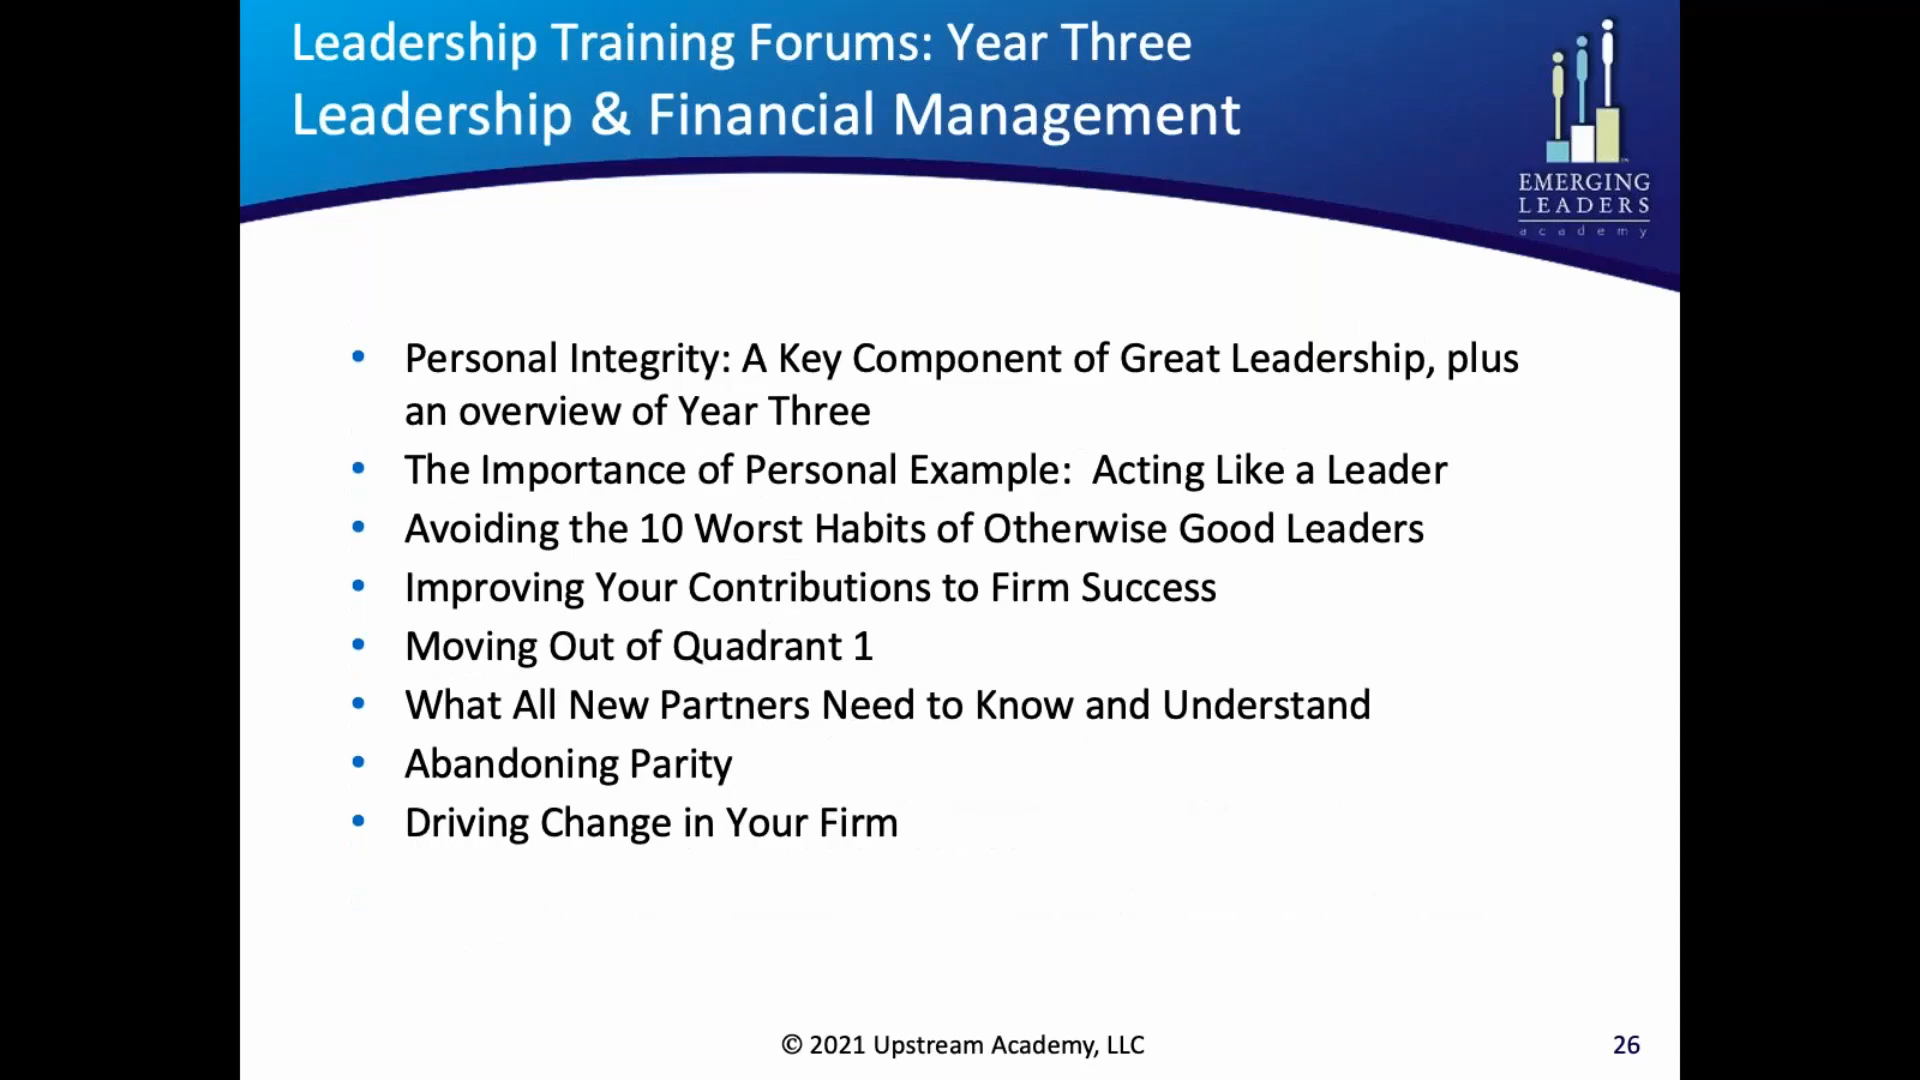 Leadership Training Forums: Year Three
Leadership & Financial Management
EMERGING
LEADERS
academy
• Personal Integrity: A Key Component of Great Leadership, plus
an overview of Year Three
• The Importance of Personal Example:  Acting Like a Leader
• Avoiding the 10 Worst Habits of Otherwise Good Leaders
• Improving Your Contributions to Firm Success
• Moving Out of Quadrant 1
• What All New Partners Need to Know and Understand
• Abandoning Parity
• Driving Change in Your Firm
© 2021 Upstream Academy, LLC
26